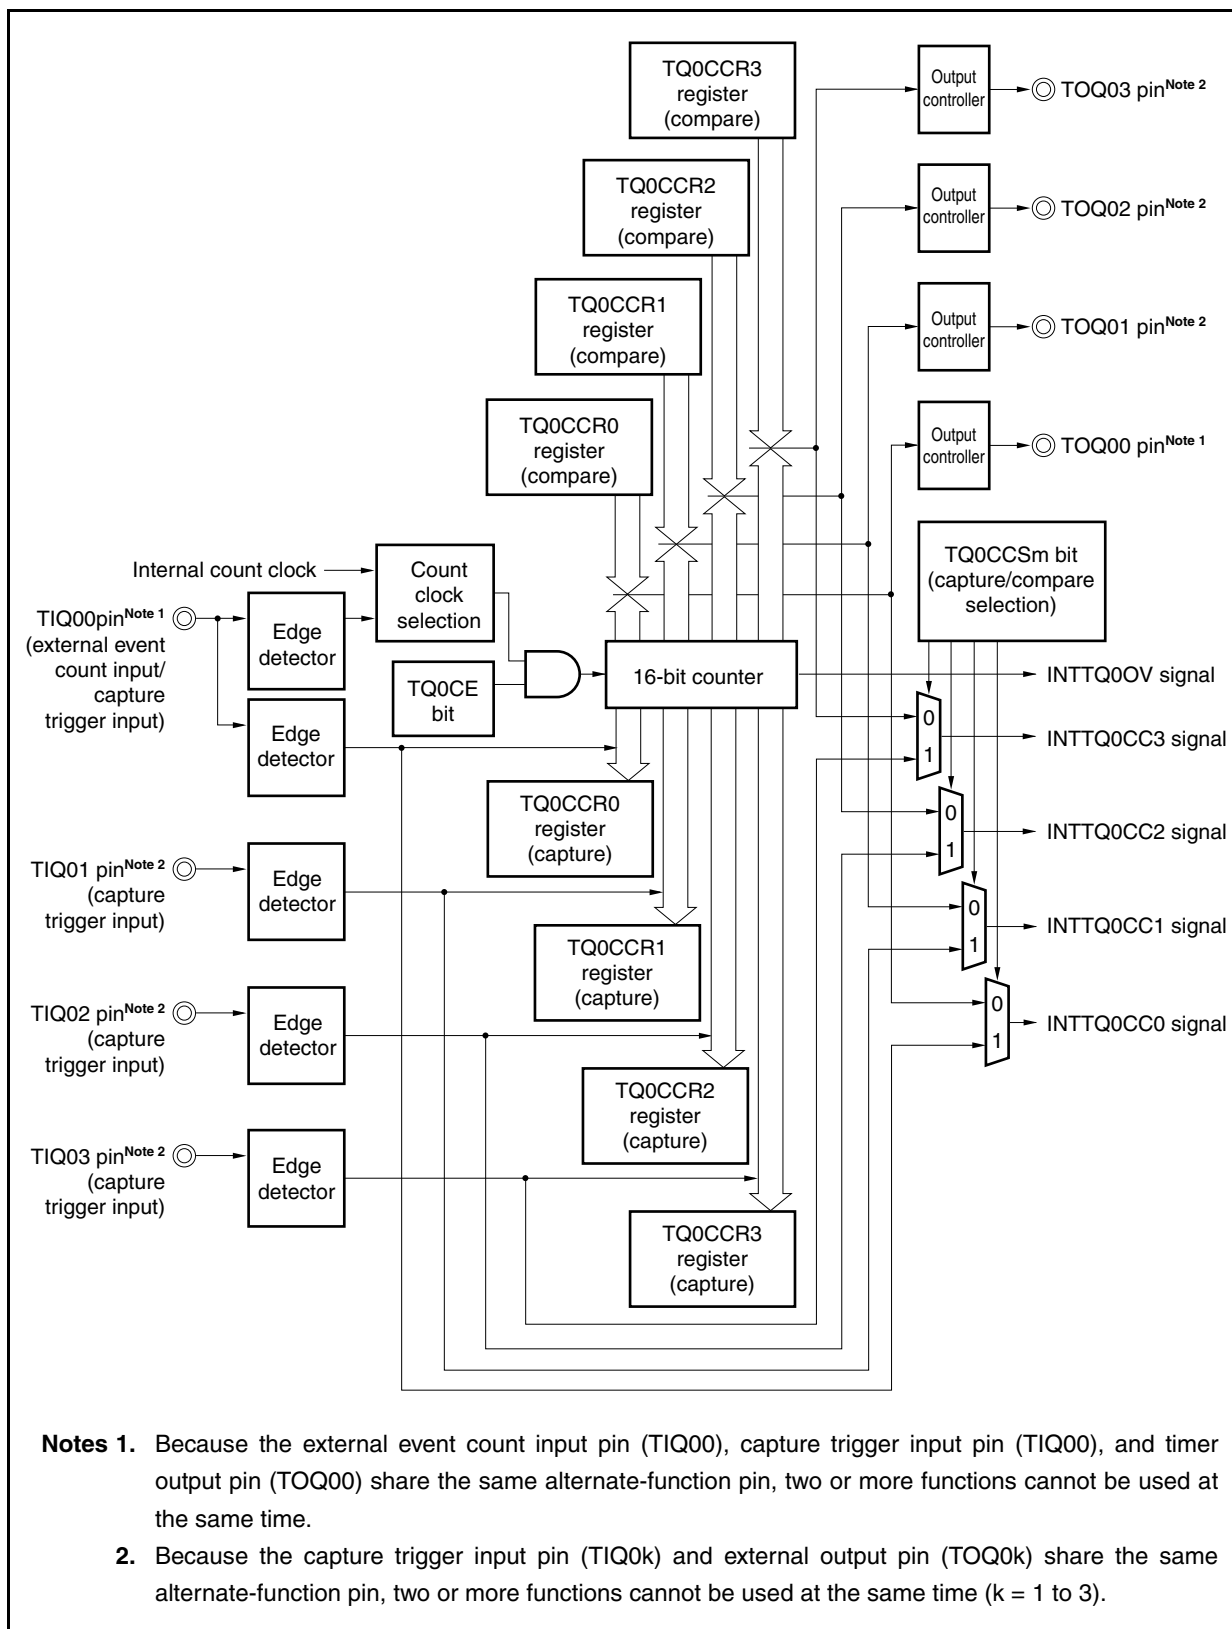 TQ0CCR3
register
(compare)
Output
controller
TOQ03 pinNote 2
TQ0CCR2
register
(compare)
Output
controller
TOQ02 pinNote 2
TQ0CCR1
register
(compare)
Output
controller
TOQ01 pinNote 2
TQ0CCR0
register
(compare)
Output
controller
TOQ00 pinNote 1
Internal count clock
Count
clock
selection
TQ0CCSm bit
(capture/compare
selection)
TIQ00pinNote 1
(external event
count input/
capture
trigger input)
Edge
detector
TQ0CE
bit
16-bit counter
INTTQ0OV signal
Edge
detector
0
1
INTTQ0CC3 signal
TQ0CCR0
register
(capture)
0
1
INTTQ0CC2 signal
TIQ01 pinNote 2
(capture
trigger input)
Edge
detector
TQ0CCR1
register
(capture)
0
1
INTTQ0CC1 signal
TIQ02 pinNote 2
(capture
trigger input)
Edge
detector
0
1
INTTQ0CC0 signal
TQ0CCR2
register
(capture)
TIQ03 pinNote 2
(capture
trigger input)
Edge
detector
TQ0CCR3
register
(capture)
Notes 1. Because the external event count input pin (TIQ00), capture trigger input pin (TIQ00), and timer
output pin (TOQ00) share the same alternate-function pin, two or more functions cannot be used at
the same time.
2. Because the capture trigger input pin (TIQ0k) and external output pin (TOQ0k) share the same
alternate-function pin, two or more functions cannot be used at the same time (k = 1 to 3).